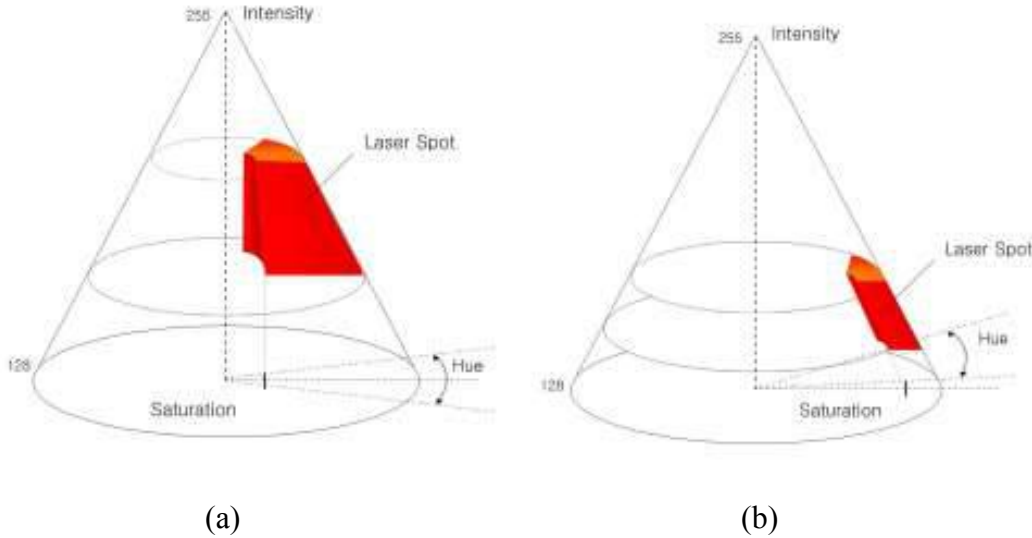 255 Intensity
Laser Spot
128
Hue
Saturation
(a)
255 Intensity
Laser Spot
128
Hue
Saturation
(b)